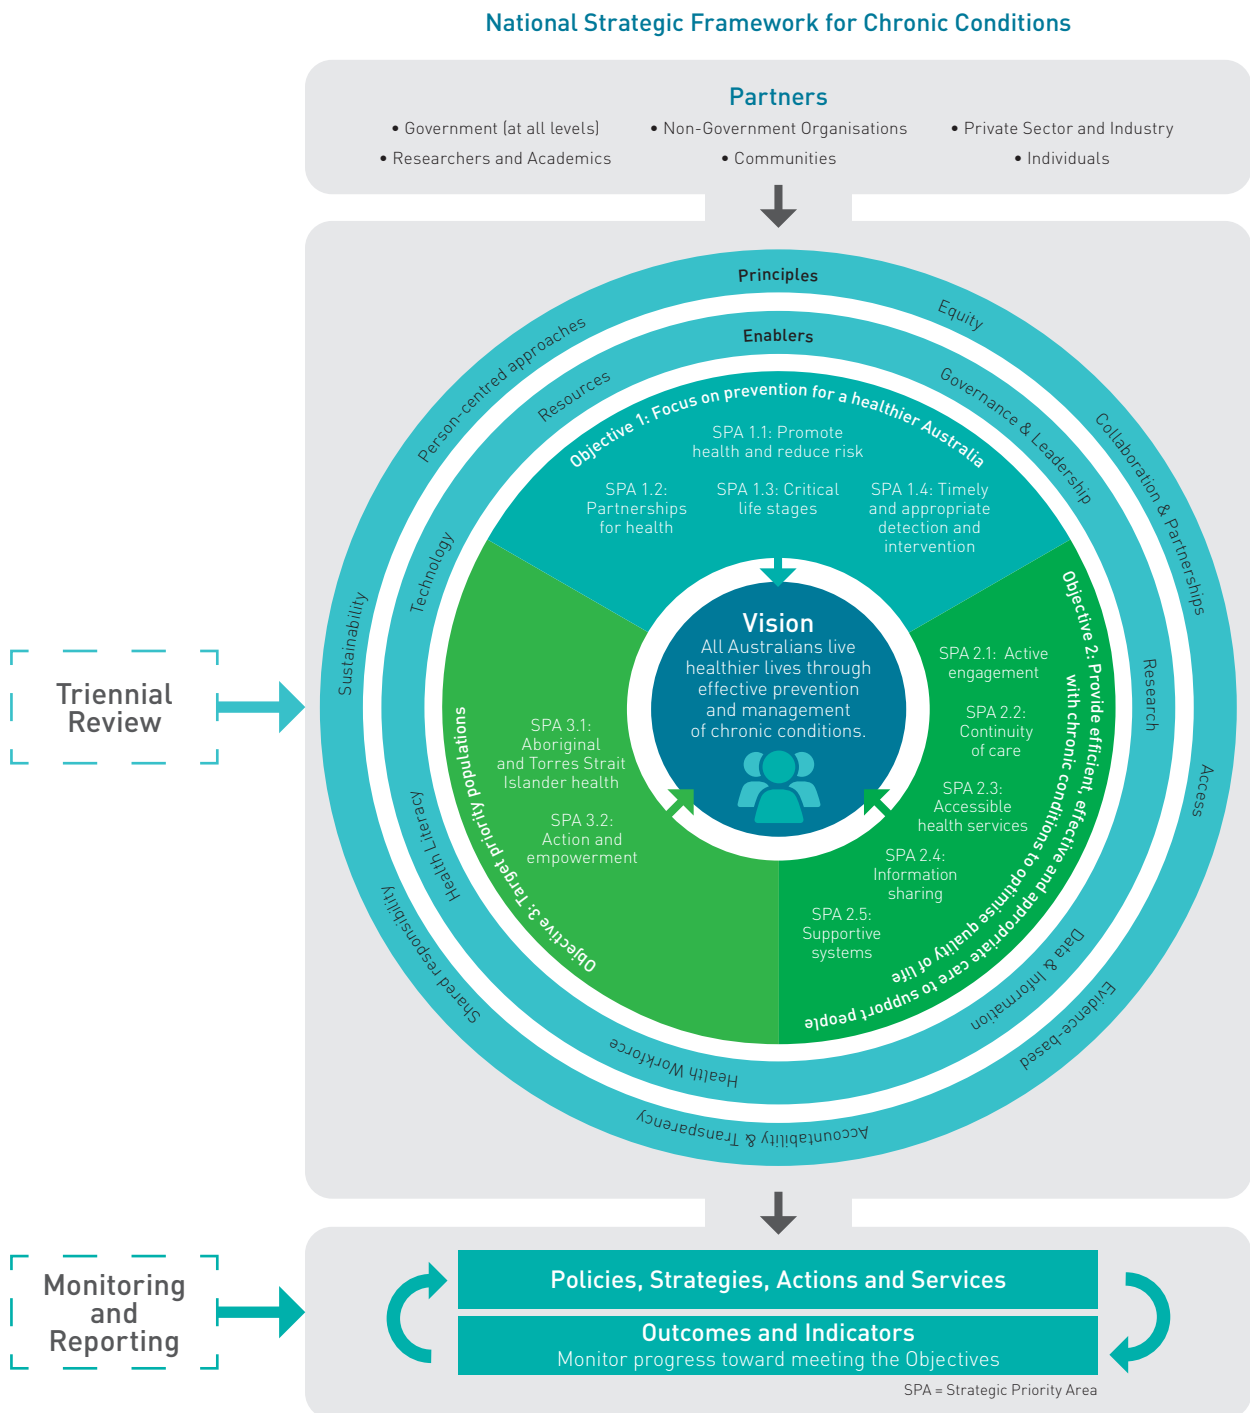 National Strategic Framework for Chronic Conditions
Partners
• Government (at all levels)
• Non-Government Organisations
• Private Sector and Industry
• Researchers and Academics
• Communities
• Individuals
Principles
Equity
Collaboration & Partnerships
Access
Evidence-based
Accountability & Transparency
Shared responsibility
Sustainability
Person-centred approaches
Enablers
Governance & Leadership
Research
Data & Information
Health Workforce
Health Literacy
Technology
Resources
Objective 1: Focus on prevention for a healthier Australia
SPA 1.1: Promote
health and reduce risk
SPA 1.2:
Partnerships
for health
SPA 1.3: Critical
life stages
SPA 1.4: Timely
and appropriate
detection and
intervention
Objective 2: Provide efficient, effective and appropriate care to support people
with chronic conditions to optimise quality of life
SPA 2.1: Active
engagement
SPA 2.2:
Continuity
of care
SPA 2.3:
Accessible
health services
SPA 2.4:
Information
sharing
SPA 2.5:
Supportive
systems
Objective 3: Target priority populations
SPA 3.1:
Aboriginal
and Torres Strait
Islander health
SPA 3.2:
Action and
empowerment
Vision
All Australians live
healthier lives through
effective prevention
and management
of chronic conditions.
Triennial
Review
Monitoring
and
Reporting
Policies, Strategies, Actions and Services
Outcomes and Indicators
Monitor progress toward meeting the Objectives
SPA = Strategic Priority Area